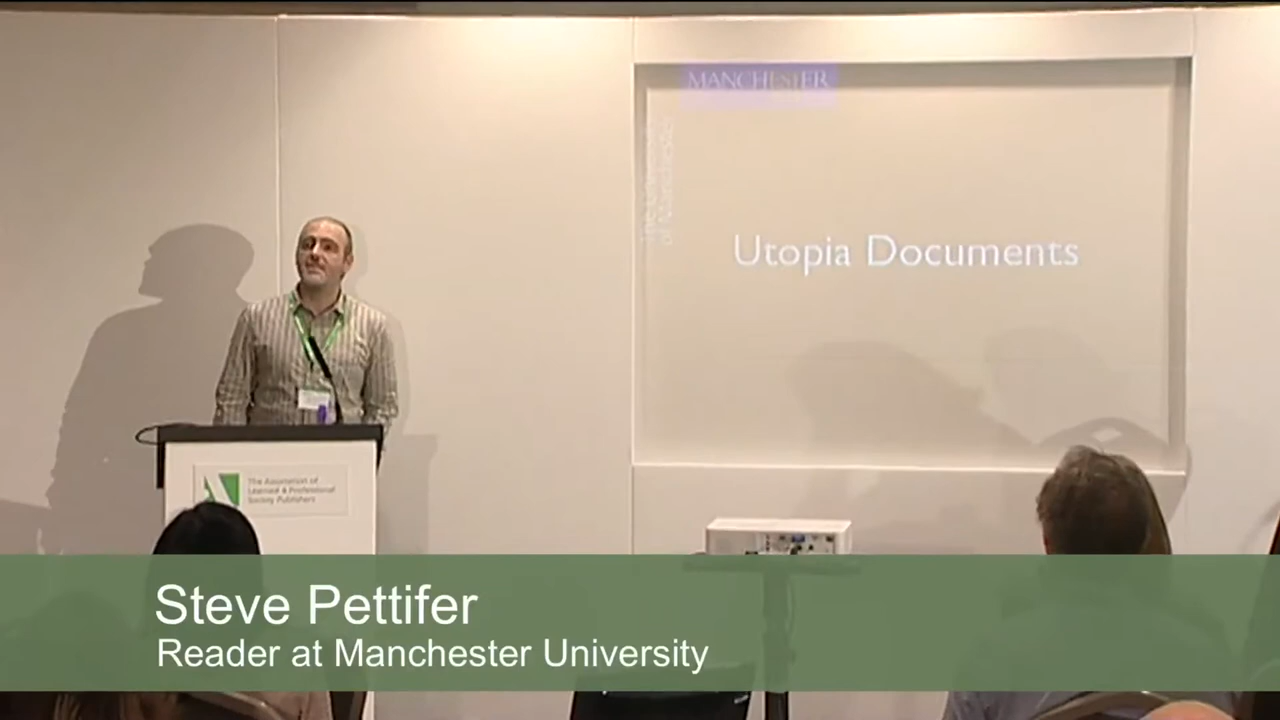 MANCHESTER
Utopia Documents
The Association of
Learned & Professional
Society Publishers
Steve Pettifer
Reader at Manchester University